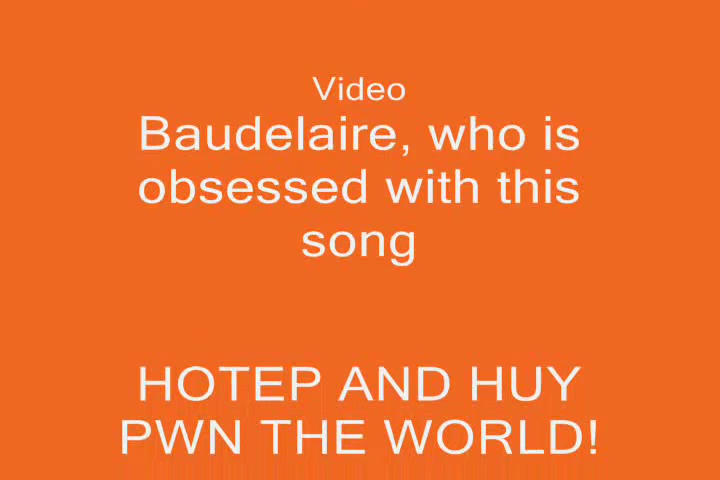 Video
Baudelaire, who is
obsessed with this
song
HOTEP AND HUY
PWN THE WORLD!